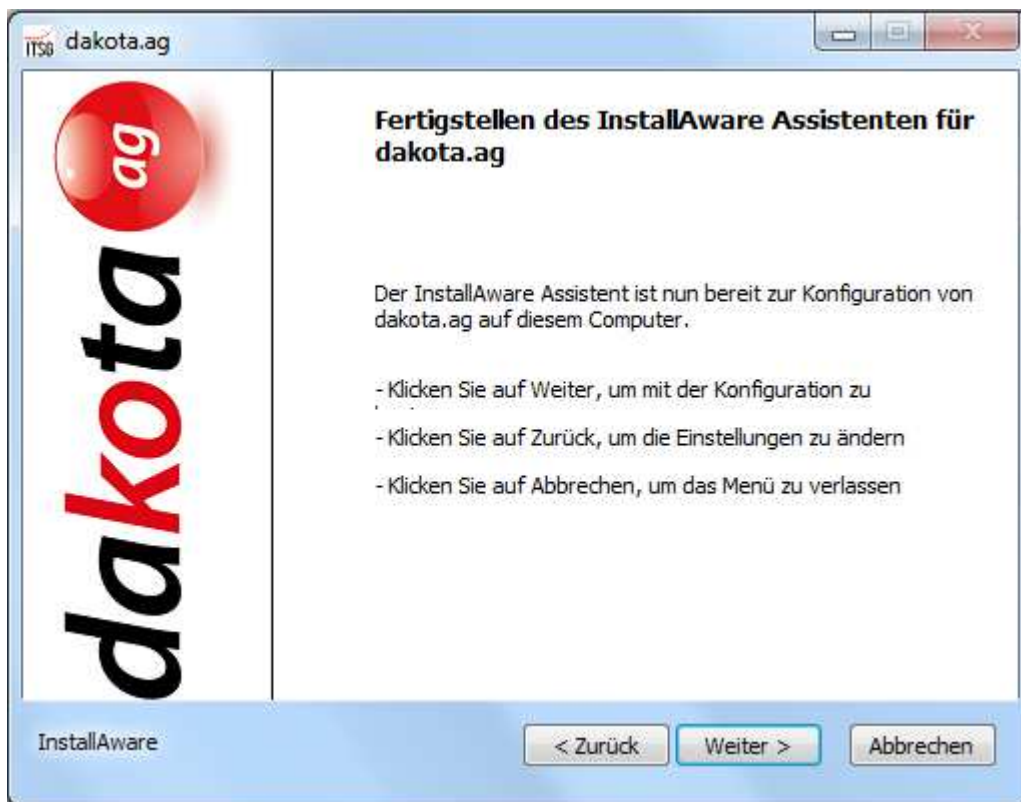 ITSG dakota.ag
dakota ag
Fertigstellen des InstallAware Assistenten für
dakota.ag
Der InstallAware Assistent ist nun bereit zur Konfiguration von
dakota.ag auf diesem Computer.
- Klicken Sie auf Weiter, um mit der Konfiguration zu
- Klicken Sie auf Zurück, um die Einstellungen zu ändern
- Klicken Sie auf Abbrechen, um das Menü zu verlassen
InstallAware
< Zurück Weiter > Abbrechen